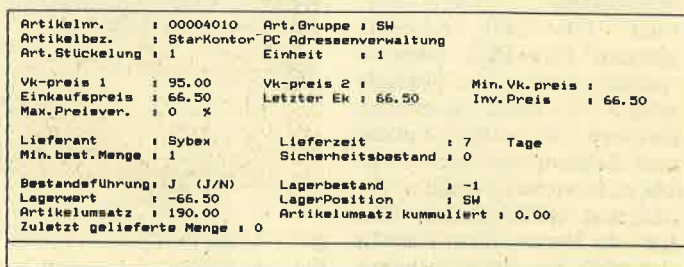 Artikelnr. : 00004010 Art.Gruppe : SW
Artikelbez. : StarKontor PC Adressenverwaltung
Art.Stückelung : 1 Einheit : 1
Vk-preis 1 : 95.00 Vk-preis 2 : Min.Vk.preis :
Einkaufspreis : 66.50 Letzter Ek : 66.50 Inv.Preis : 66.50
Max.Preisver. : 0 %
Lieferant : Sybex Lieferzeit : 7 Tage
Min.best.Menge : 1 Sicherheitsbestand : 0
Bestandsführung: J (J/N) Lagerbestand : -1
Lagerwert : -66.50 LagerPosition : SW
Artikelumsatz : 190.00 Artikelumsatz kummuliert : 0.00
Zuletzt gelieferte Menge : 0